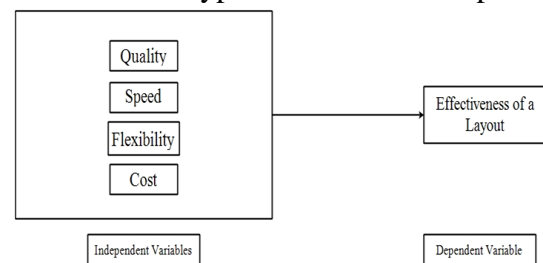 Quality
Speed
Flexibility
Cost
Effectiveness of a
Layout
Independent Variables
Dependent Variable